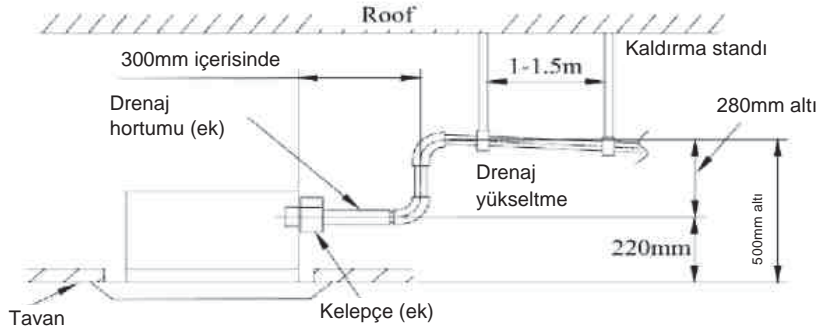 Roof
Kaldırma standı
300mm içerisinde
1-1.5m
Drenaj
hortumu (ek)
280mm altı
Drenaj
yükseltme
500mm altı
220mm
Kelepçe (ek)
Tavan